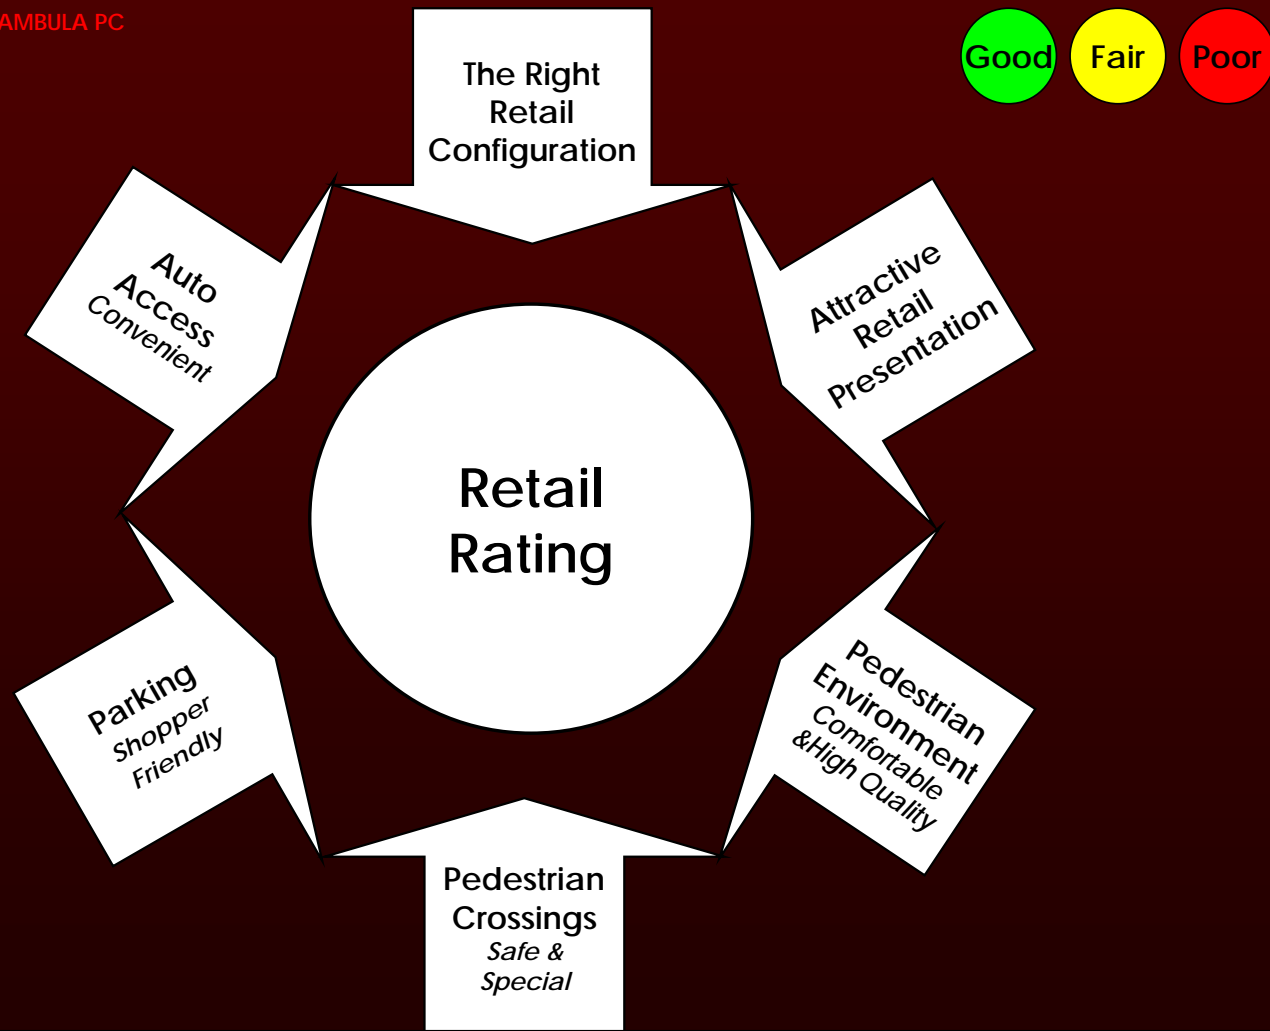 AMBULA PC
Good
Fair
Poor
The Right
Retail
Configuration
Auto
Access
Convenient
Attractive
Retail
Presentation
Retail
Rating
Parking
Shopper
Friendly
Pedestrian
Environment
Comfortable
&High Quality
Pedestrian
Crossings
Safe &
Special